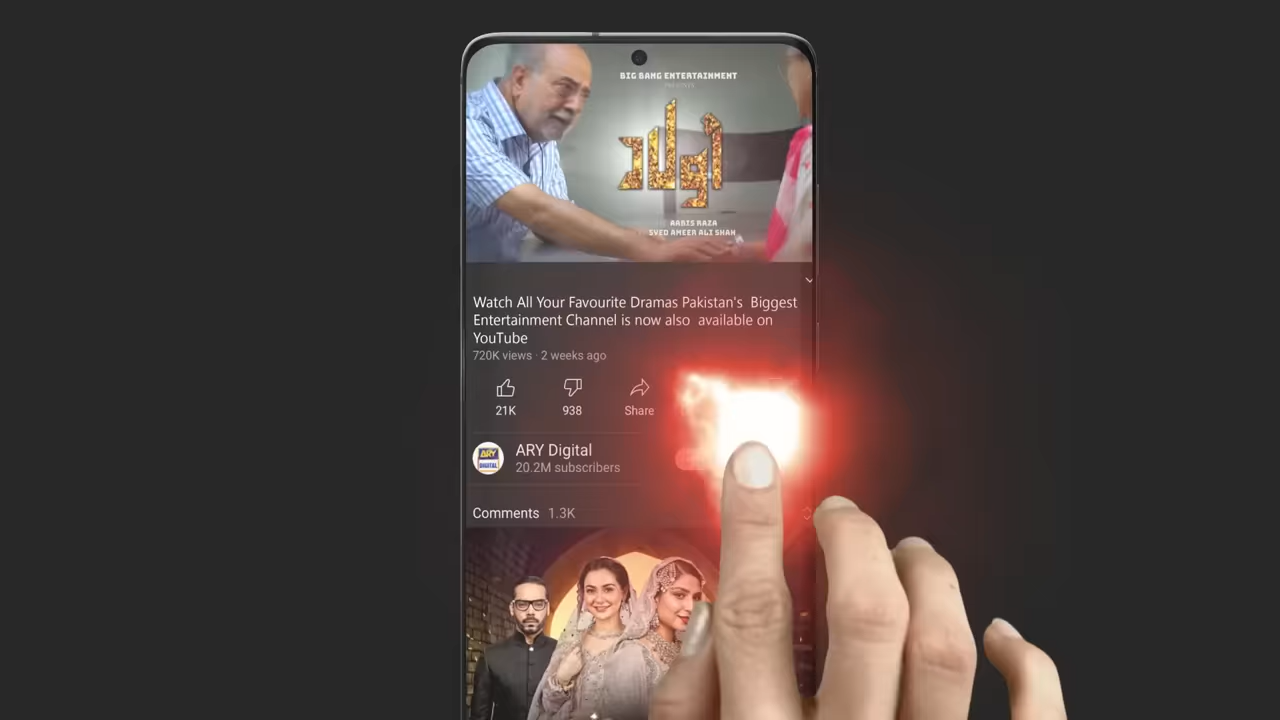 BIG BANG ENTERTAINMENT
PRESENTS
اولاد
AABIS RAZA
SYED AMEER ALI SHAH
Watch All Your Favourite Dramas Pakistan's Biggest
Entertainment Channel is now also available on
YouTube
720K views · 2 weeks ago
21K
938
Share
ARY Digital
20.2M subscribers
ARY
DIGITAL
Comments 1.3K